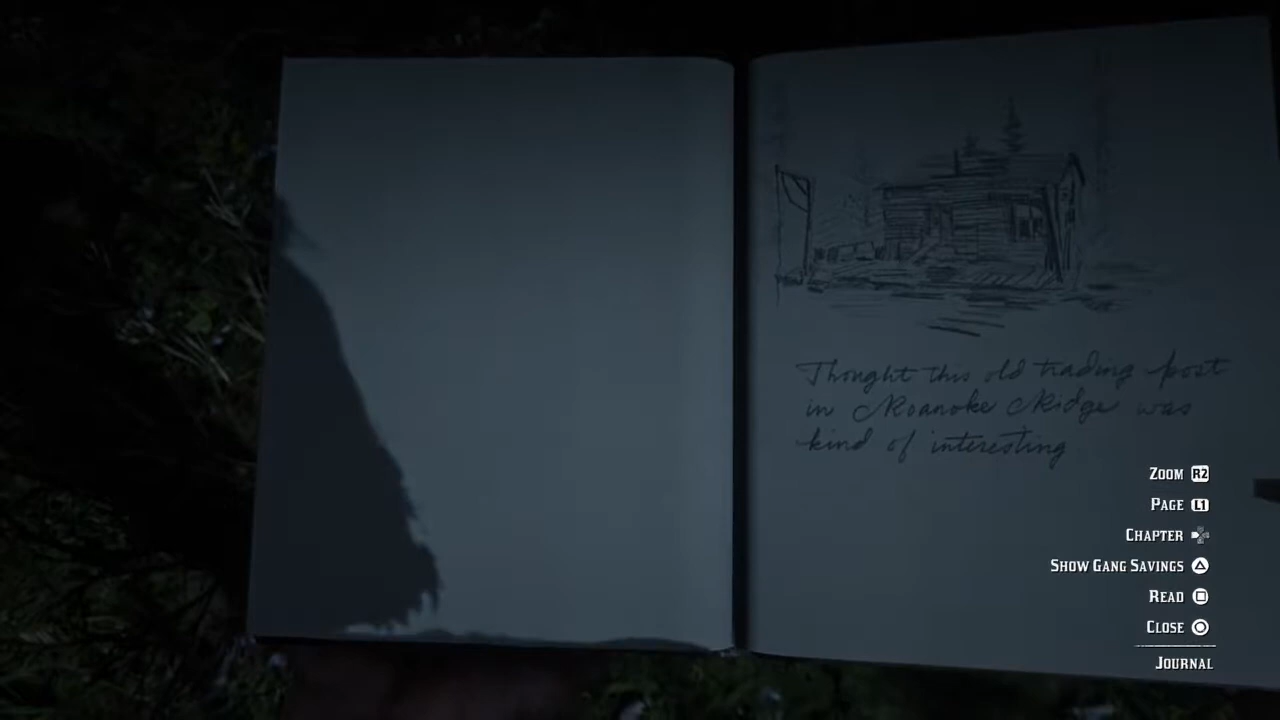 Thought this old trading post
in Roanoke Ridge was
kind of interesting
ZOOM R2
PAGE L1
CHAPTER
SHOW GANG SAVINGS
READ
CLOSE
JOURNAL